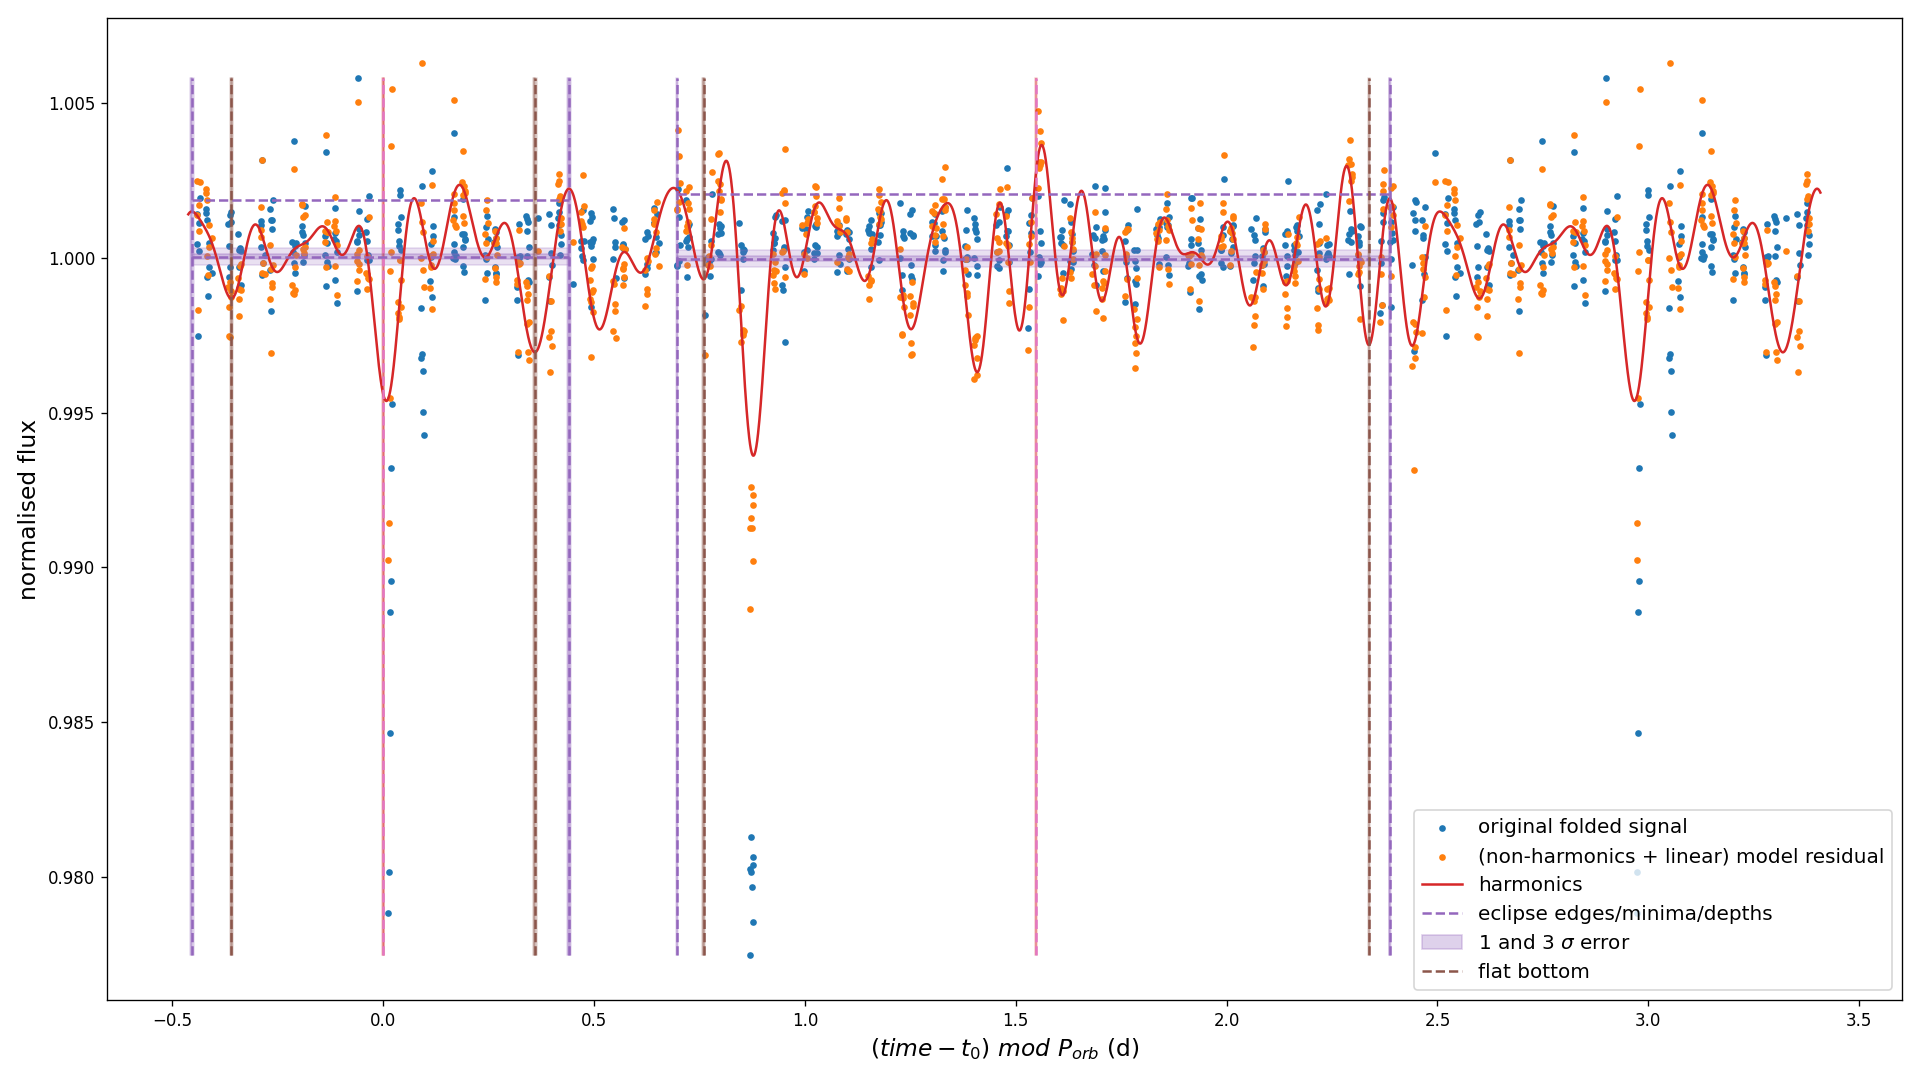 normalised flux
1.005
1.000
0.995
0.990
0.985
0.980
original folded signal
(non-harmonics + linear) model residual
harmonics
eclipse edges/minima/depths
1 and 3 σ error
flat bottom
−0.5 0.0 0.5 1.0 1.5 2.0 2.5 3.0 3.5
(time − t₀) mod P_orb (d)